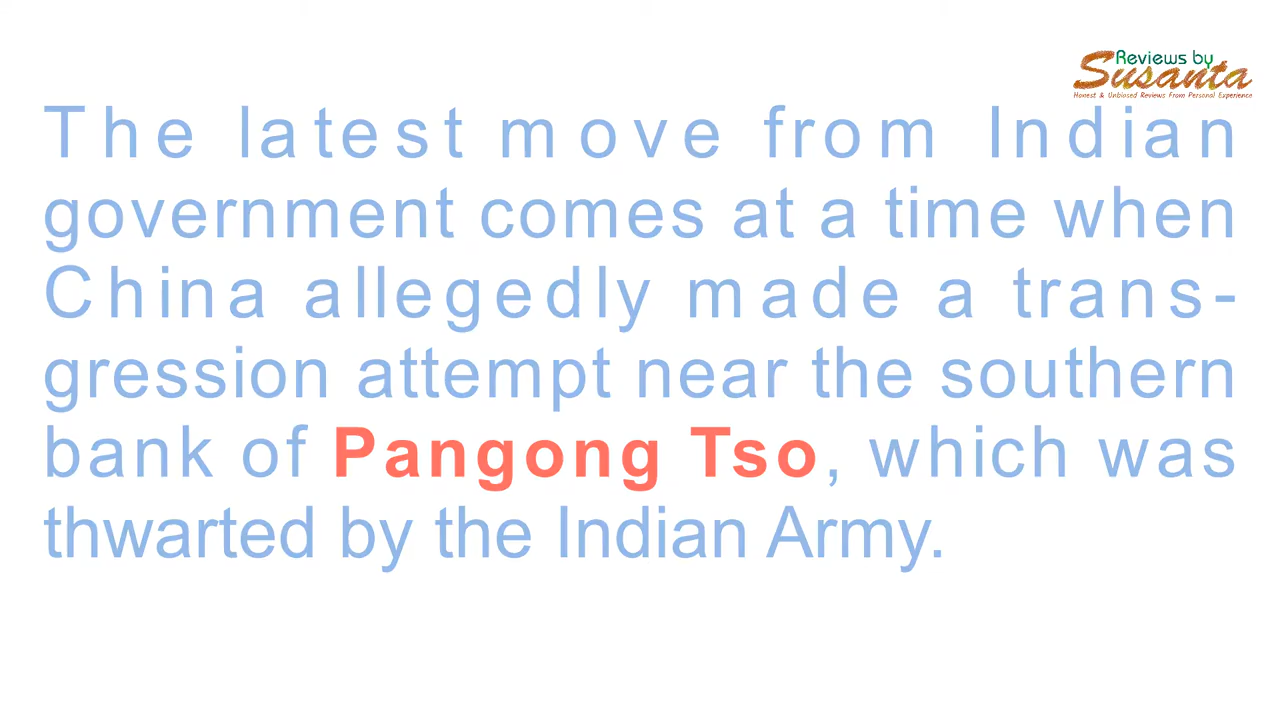 Reviews by
Susanta
Honest & Unbiased Reviews From Personal Experience
The latest move from Indian
government comes at a time when
China allegedly made a trans-
gression attempt near the southern
bank of Pangong Tso, which was
thwarted by the Indian Army.